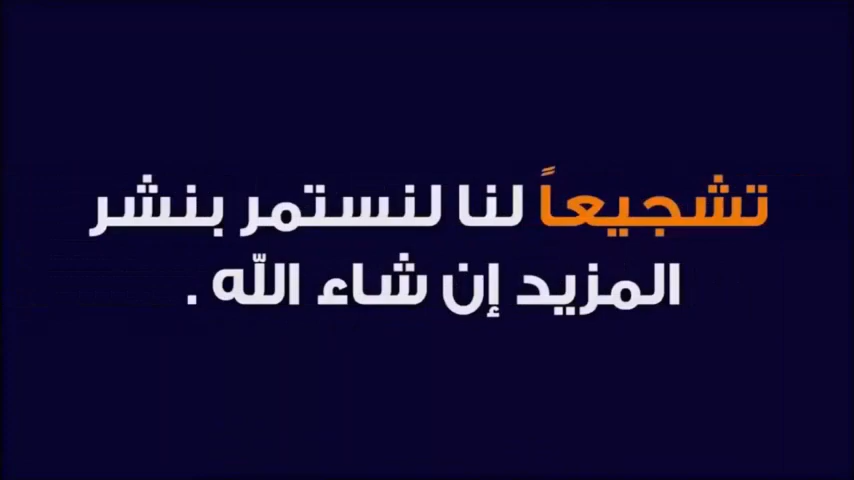 تشجيعاً لنا لنستمر بنشر
المزيد إن شاء الله .